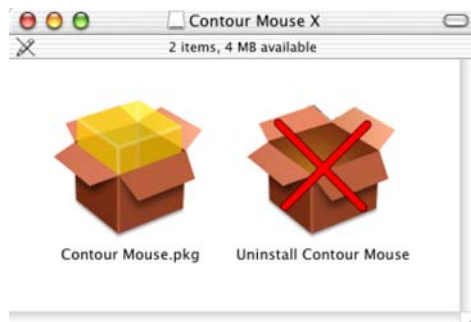 Contour Mouse X
2 items, 4 MB available
Contour Mouse.pkg
Uninstall Contour Mouse